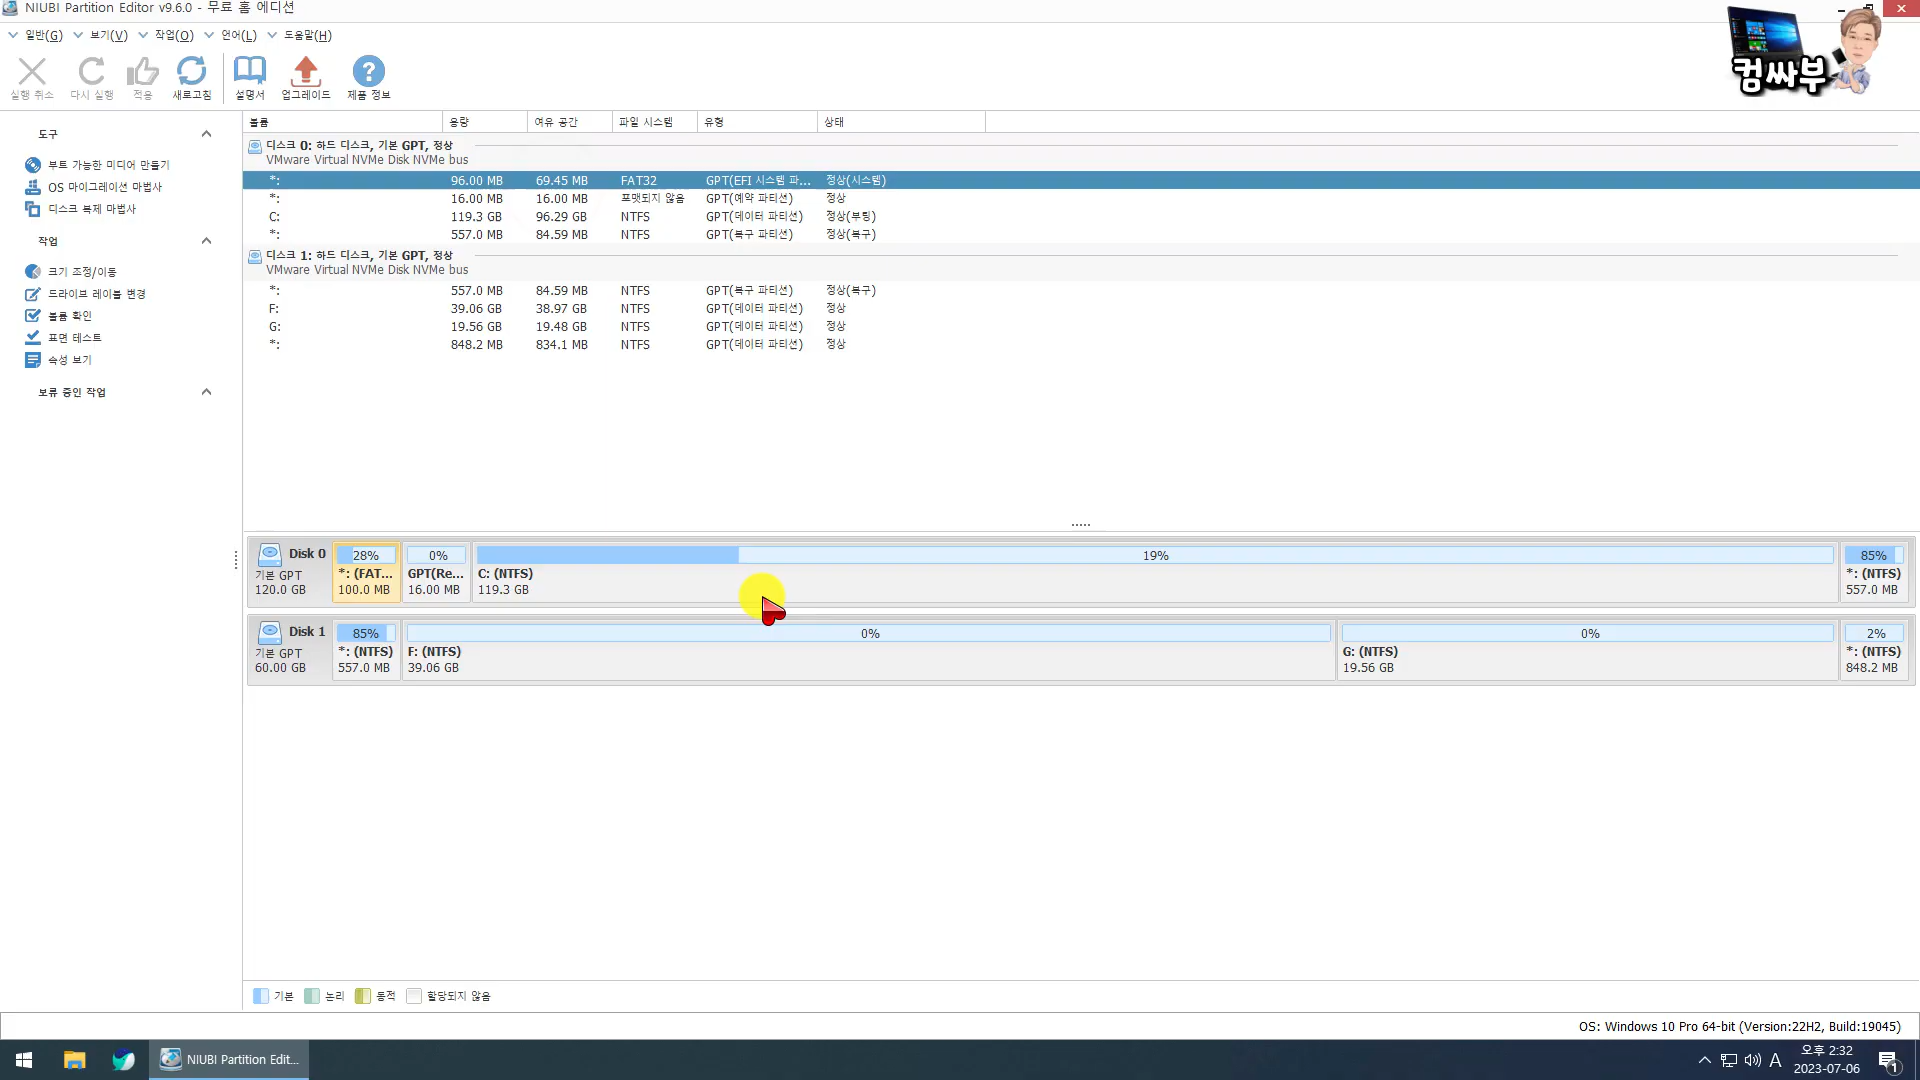 NIUBI Partition Editor v9.6.0 - 무료 홈 에디션
일반(G) 보기(V) 작업(O) 언어(L) 도움말(H)
실행 취소 다시 실행 적용 새로고침 설명서 업그레이드 제품 정보
컴싸부
도구
부트 가능한 미디어 만들기
OS 마이그레이션 마법사
디스크 복제 마법사
작업
크기 조정/이동
드라이브 레이블 변경
볼륨 확인
표면 테스트
속성 보기
보류 중인 작업
볼륨 용량 여유 공간 파일 시스템 유형 상태
디스크 0: 하드 디스크, 기본 GPT, 정상
VMware Virtual NVMe Disk NVMe bus
*: 96.00 MB 69.45 MB FAT32 GPT(EFI 시스템 파... 정상(시스템)
*: 16.00 MB 16.00 MB 포맷되지 않음 GPT(예약 파티션) 정상
C: 119.3 GB 96.29 GB NTFS GPT(데이터 파티션) 정상(부팅)
*: 557.0 MB 84.59 MB NTFS GPT(복구 파티션) 정상(복구)
디스크 1: 하드 디스크, 기본 GPT, 정상
VMware Virtual NVMe Disk NVMe bus
*: 557.0 MB 84.59 MB NTFS GPT(복구 파티션) 정상(복구)
F: 39.06 GB 38.97 GB NTFS GPT(데이터 파티션) 정상
G: 19.56 GB 19.48 GB NTFS GPT(데이터 파티션) 정상
*: 848.2 MB 834.1 MB NTFS GPT(데이터 파티션) 정상
Disk 0 28% 0% 19% 85%
기본 GPT *: (FAT... GPT(Re... C: (NTFS) *: (NTFS)
120.0 GB 100.0 MB 16.00 MB 119.3 GB 557.0 MB
Disk 1 85% 0% 0% 2%
기본 GPT *: (NTFS) F: (NTFS) G: (NTFS) *: (NTFS)
60.00 GB 557.0 MB 39.06 GB 19.56 GB 848.2 MB
기본 논리 동적 할당되지 않음
OS: Windows 10 Pro 64-bit (Version:22H2, Build:19045)
NIUBI Partition Edit...
A
오후 2:32
2023-07-06
1